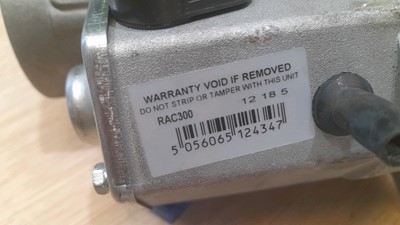 WARRANTY VOID IF REMOVED
DO NOT STRIP OR TAMPER WITH THIS UNIT
RAC300 12 18 5
5 056065 124347